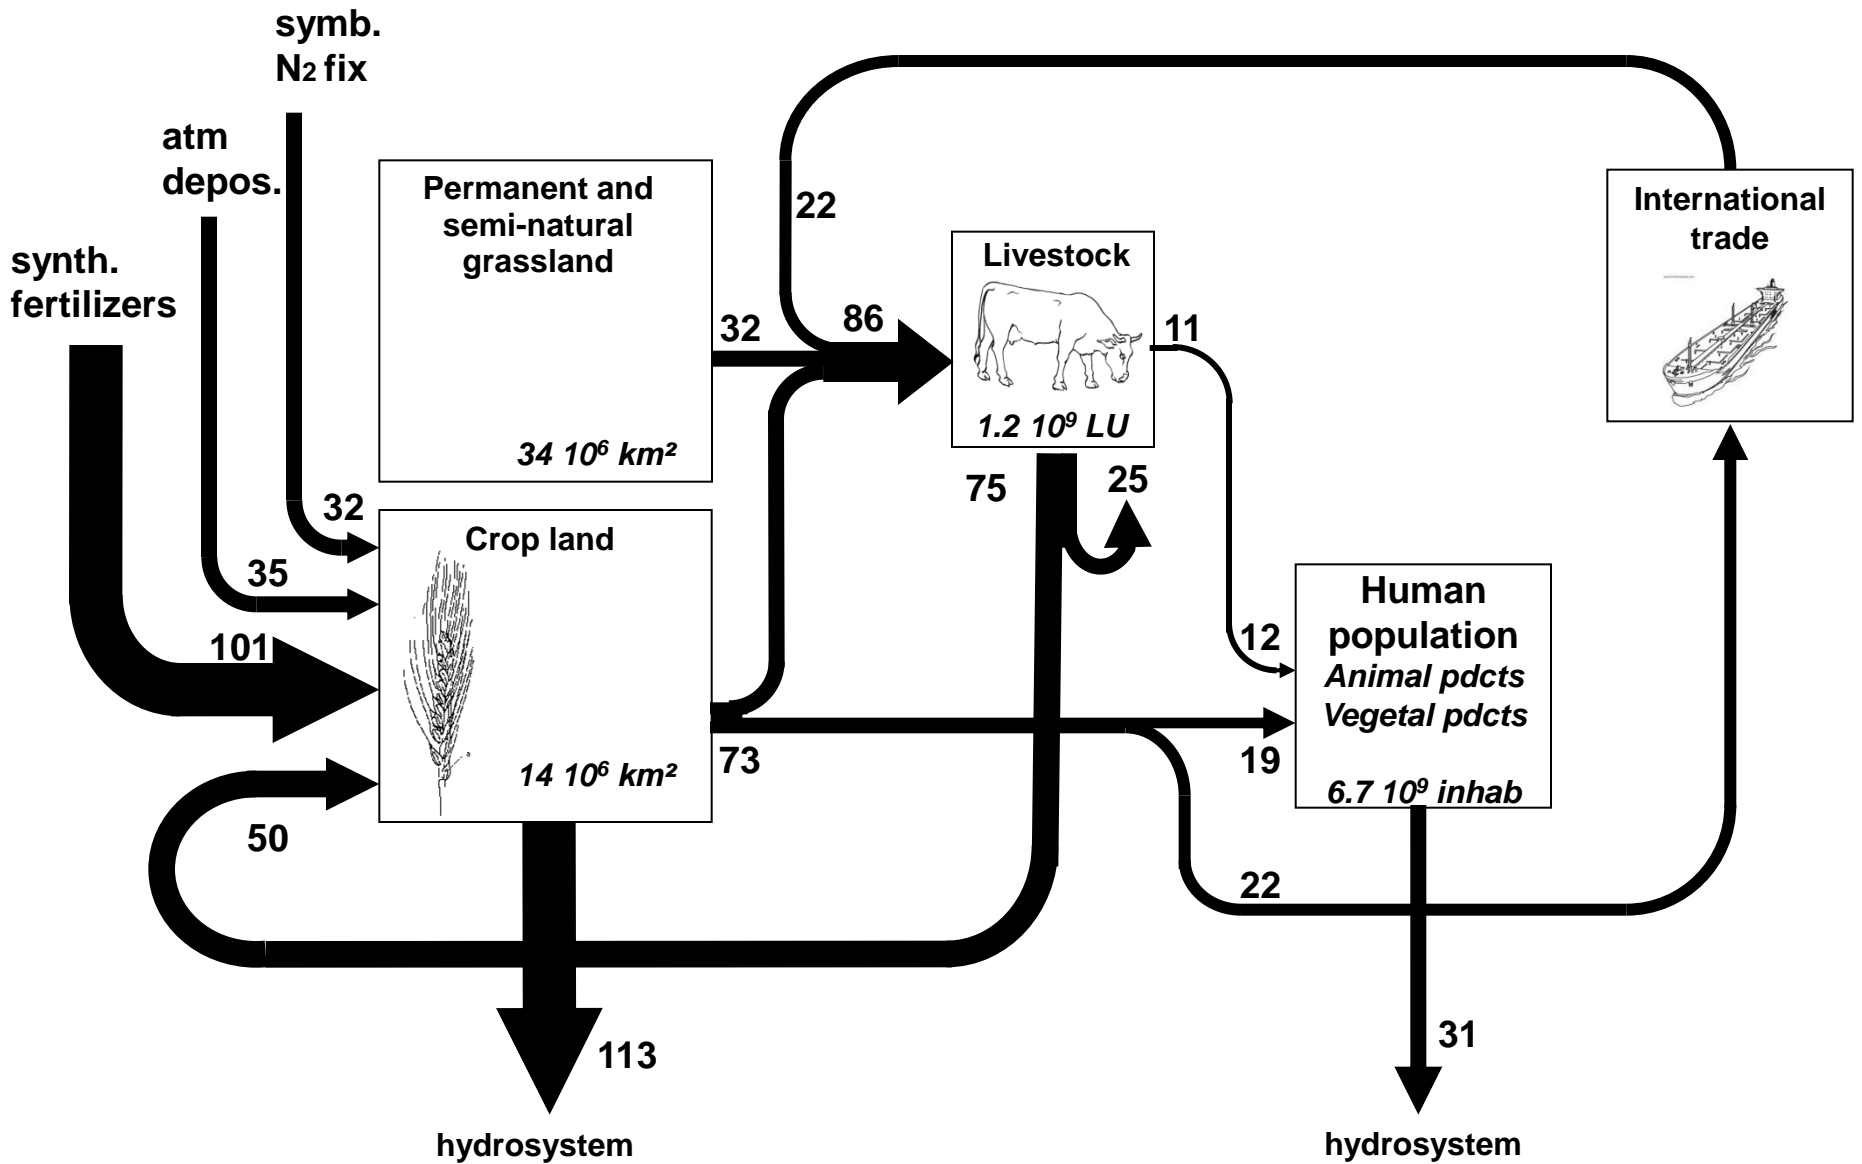 symb.
N2 fix
atm
depos.
synth.
fertilizers
Permanent and
semi-natural
grassland
34 10⁶ km²
32
35
101
50
Crop land
14 10⁶ km²
32
22
86
73
Livestock
1.2 10⁹ LU
11
75
25
International
trade
Human
population
Animal pdcts
Vegetal pdcts
6.7 10⁹ inhab
12
19
22
113
31
hydrosystem
hydrosystem